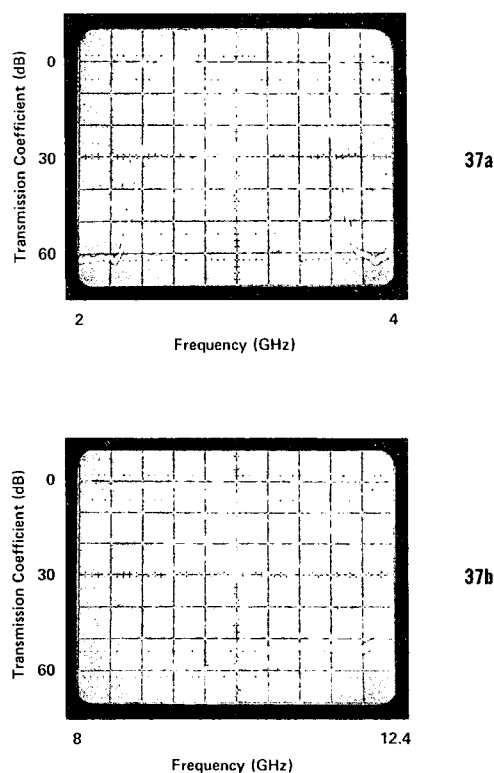 Transmission Coefficient (dB)
0
30
60
2 4
Frequency (GHz)
37a
Transmission Coefficient (dB)
0
30
60
8 12.4
Frequency (GHz)
37b